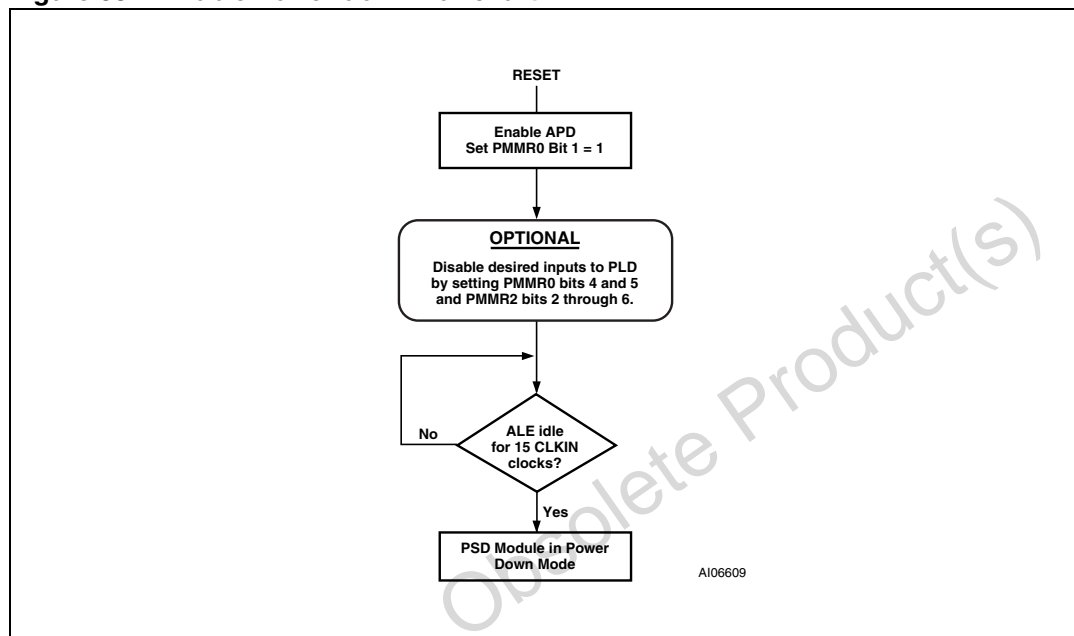 RESET
Enable APD
Set PMMR0 Bit 1 = 1
OPTIONAL
Disable desired inputs to PLD
by setting PMMR0 bits 4 and 5
and PMMR2 bits 2 through 6.
No
ALE idle
for 15 CLKIN
clocks?
Yes
PSD Module in Power
Down Mode
AI06609
Obsolete Product(s)